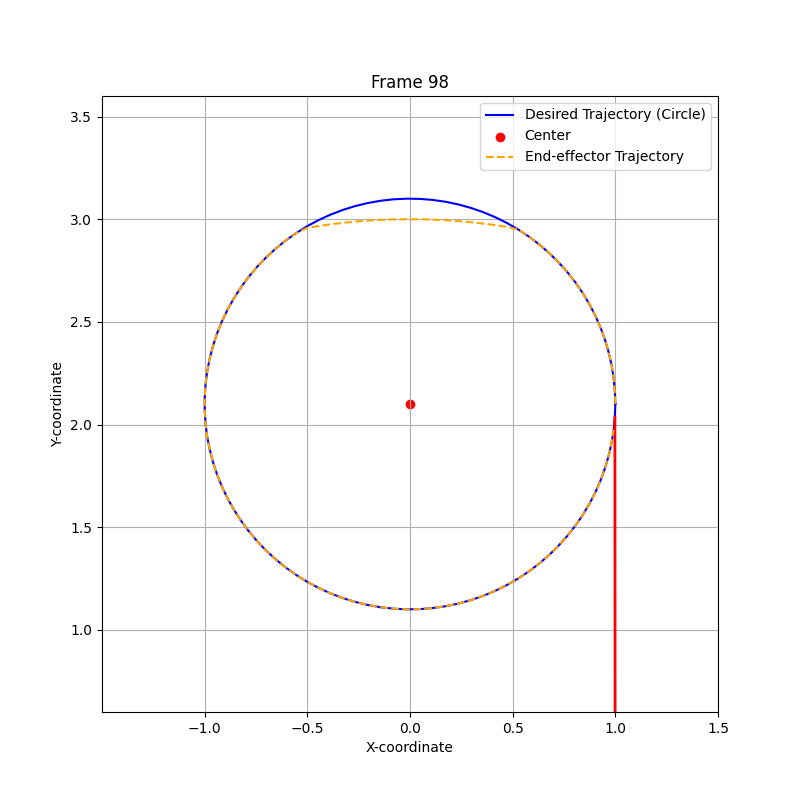 Frame 98
Desired Trajectory (Circle)
Center
End-effector Trajectory
3.5
3.0
2.5
2.0
1.5
1.0
Y-coordinate
−1.0 −0.5 0.0 0.5 1.0 1.5
X-coordinate